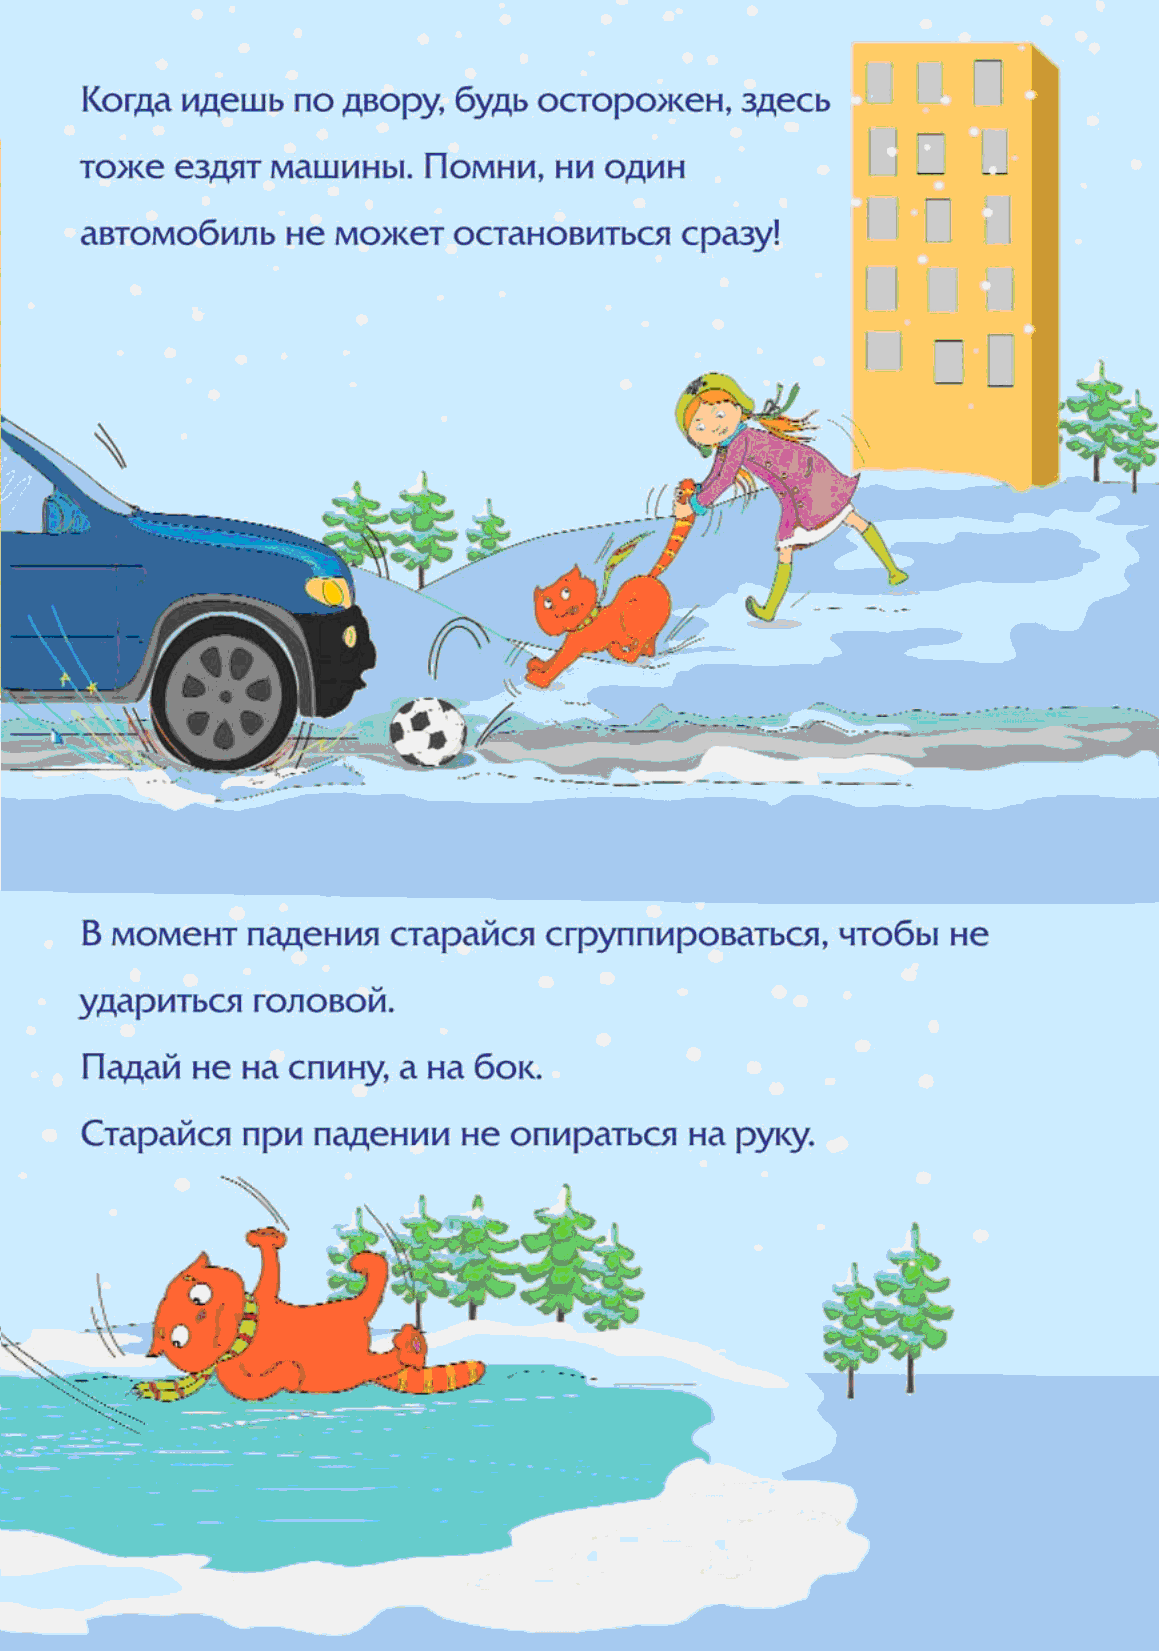 Когда идешь по двору, будь осторожен, здесь
тоже ездят машины. Помни, ни один
автомобиль не может остановиться сразу!
В момент падения старайся сгруппироваться, чтобы не
удариться головой.
Падай не на спину, а на бок.
Старайся при падении не опираться на руку.